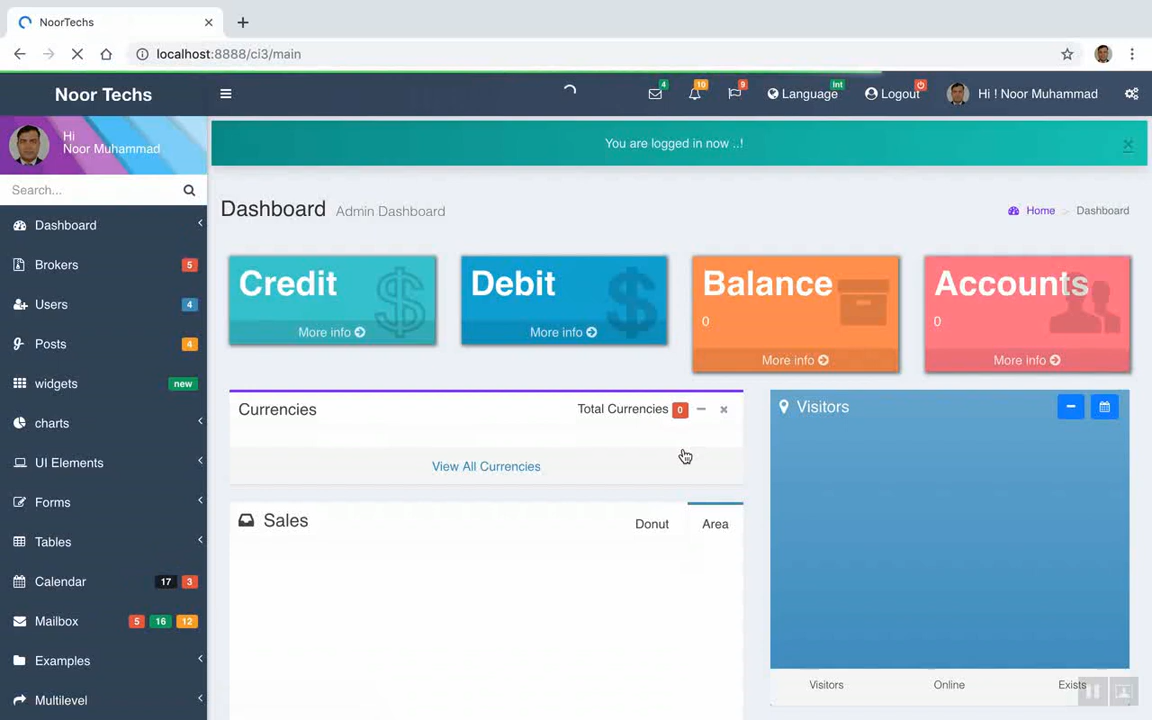 NoorTechs
localhost:8888/ci3/main
Noor Techs
4
10
9
Language
Int
Logout
Hi ! Noor Muhammad
Hi
Noor Muhammad
You are logged in now ..!
Search...
Dashboard Admin Dashboard
Home > Dashboard
Dashboard
Brokers 5
Users 4
Posts 4
widgets new
charts
UI Elements
Forms
Tables
Calendar 17 3
Mailbox 5 16 12
Examples
Multilevel
Credit
More info
Debit
More info
Balance
0
More info
Accounts
0
More info
Currencies
Total Currencies 0
View All Currencies
Visitors
Sales
Donut
Area
Visitors
Online
Exists